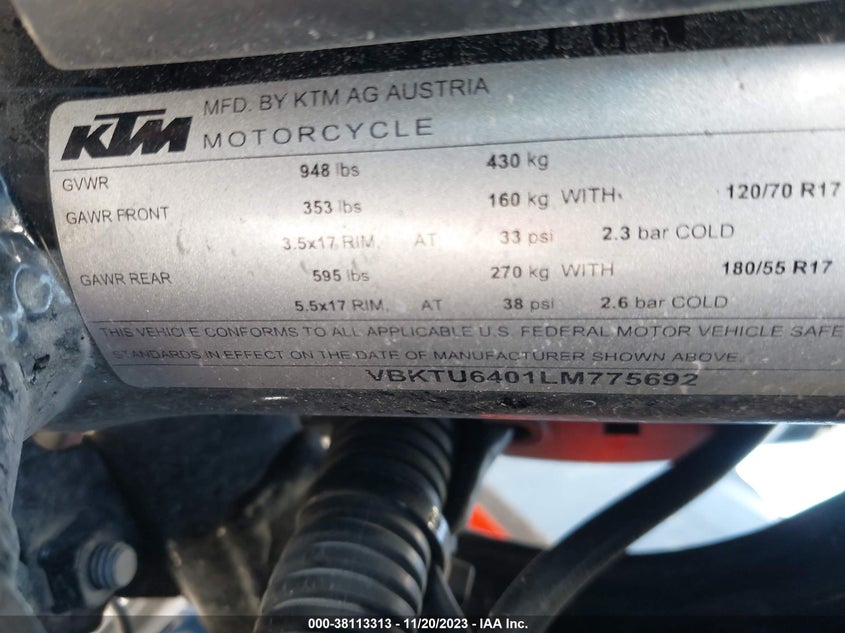 KTM MFD. BY KTM AG AUSTRIA
MOTORCYCLE
GVWR 948 lbs 430 kg
GAWR FRONT 353 lbs 160 kg WITH 120/70 R17
3.5x17 RIM, AT 33 psi 2.3 bar COLD
GAWR REAR 595 lbs 270 kg WITH 180/55 R17
5.5x17 RIM, AT 38 psi 2.6 bar COLD
THIS VEHICLE CONFORMS TO ALL APPLICABLE U.S. FEDERAL MOTOR VEHICLE SAFE
STANDARDS IN EFFECT ON THE DATE OF MANUFACTURER SHOWN ABOVE.
VBKTU6401LM775692
000-38113313 - 11/20/2023 - IAA Inc.